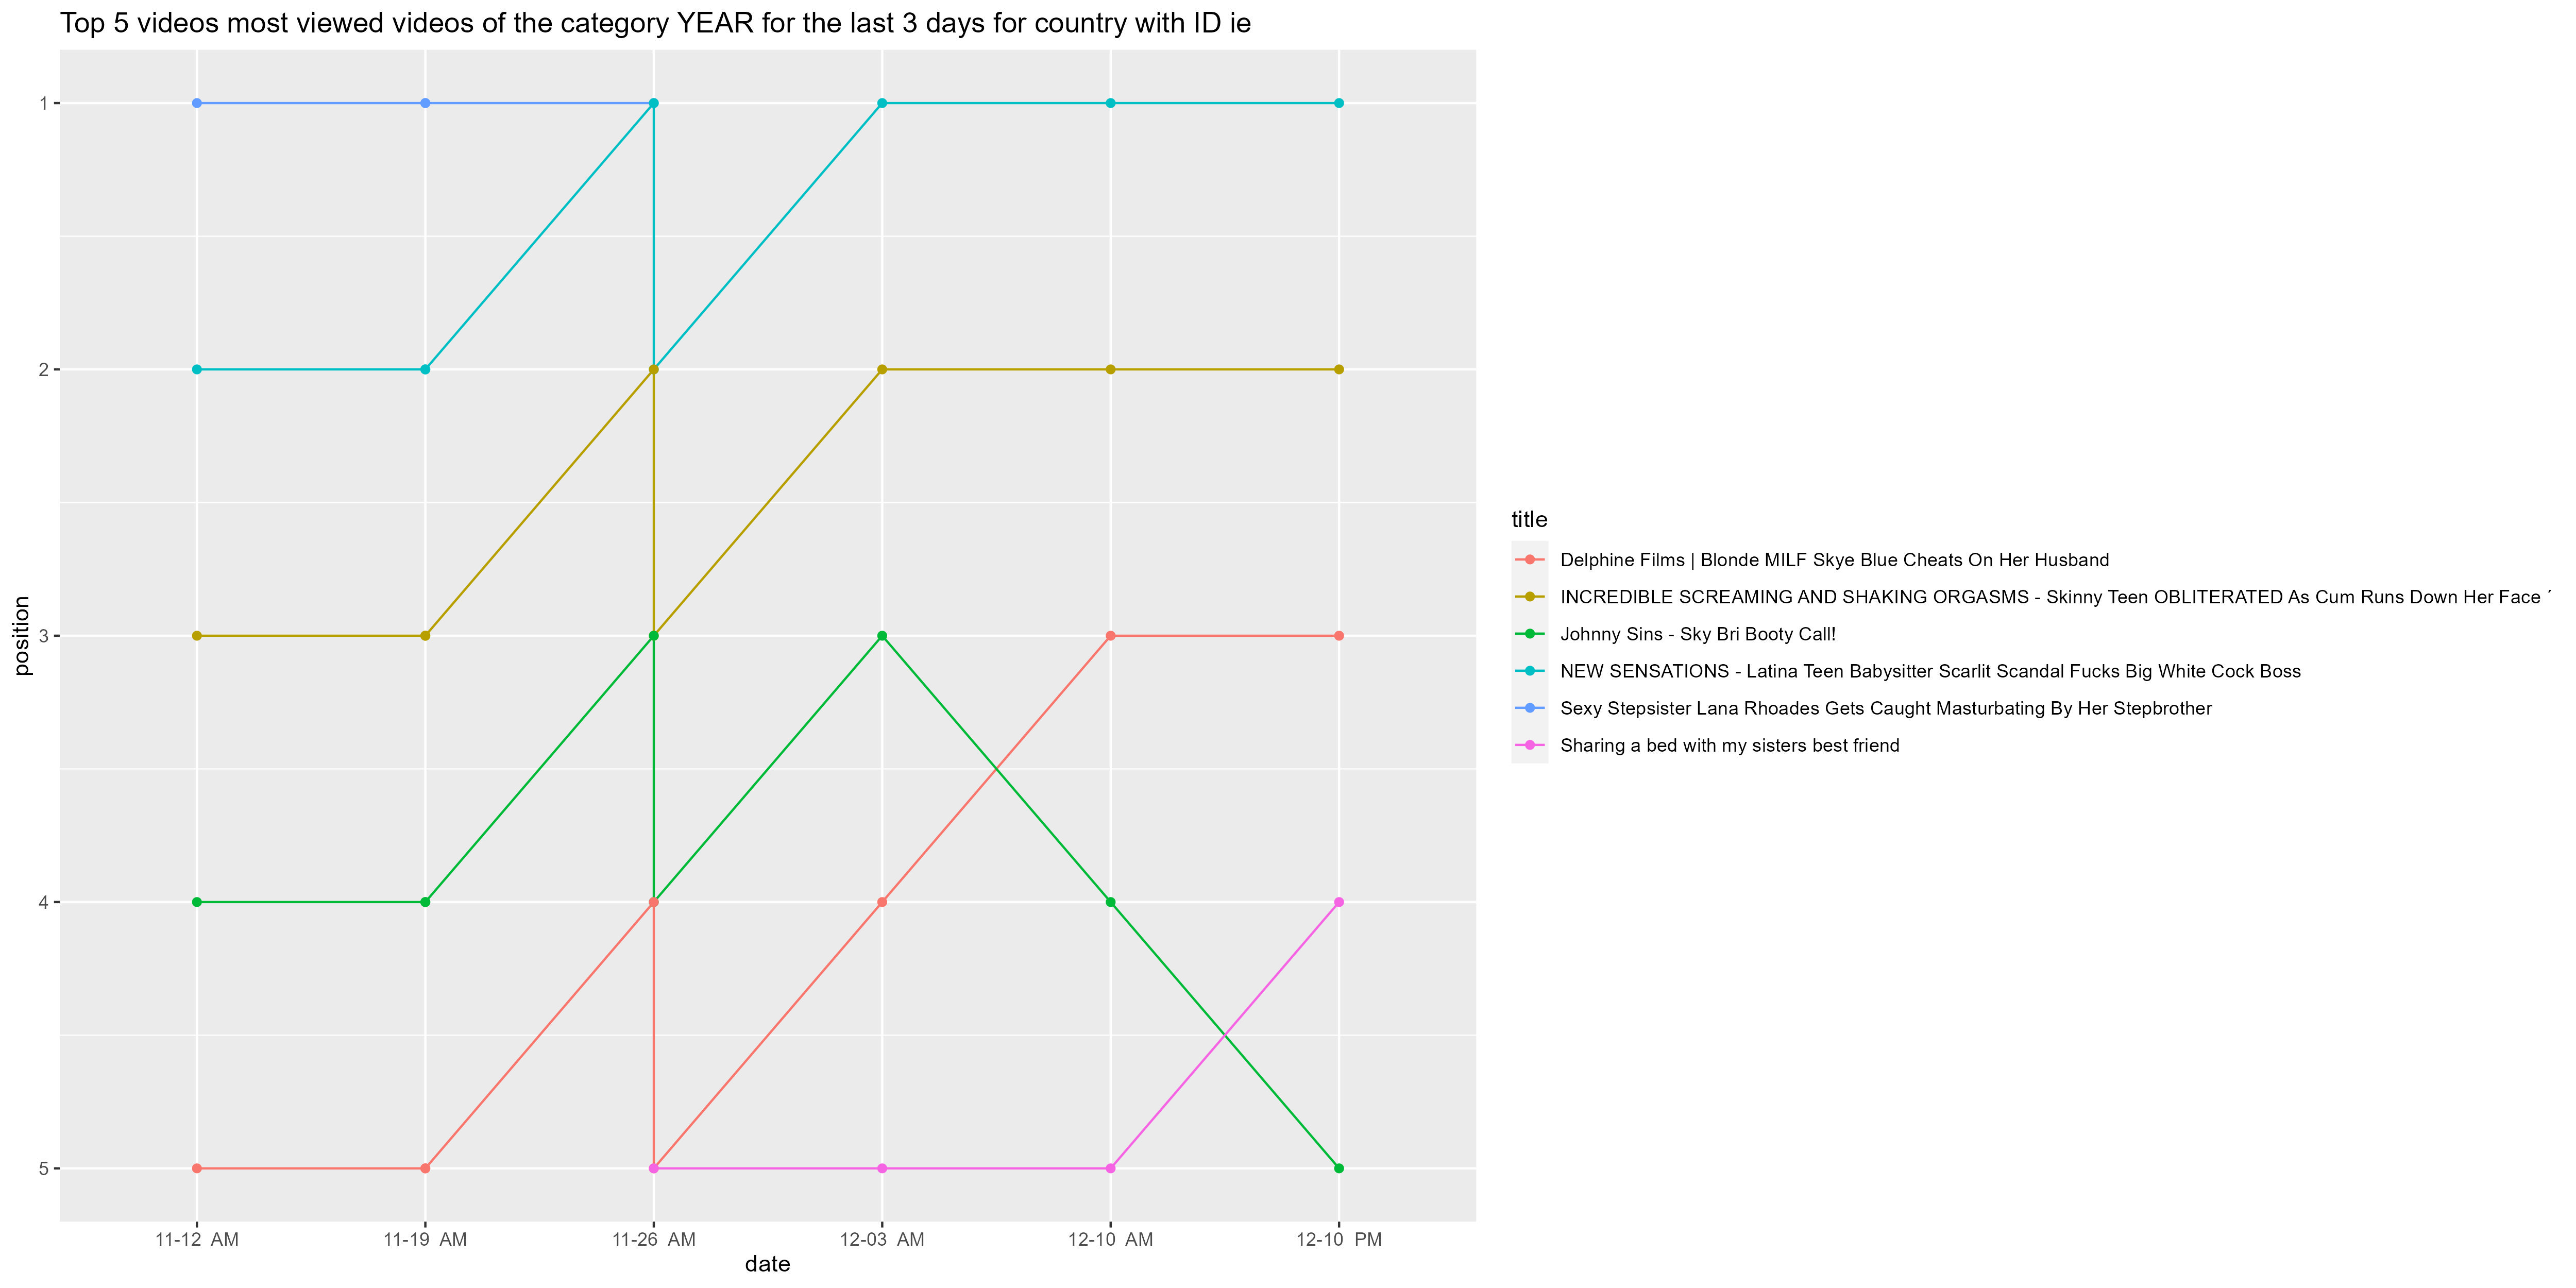 Top 5 videos most viewed videos of the category YEAR for the last 3 days for country with ID ie
position
1
2
3
4
5
11-12 AM
11-19 AM
11-26 AM
12-03 AM
12-10 AM
12-10 PM
date
title
Delphine Films | Blonde MILF Skye Blue Cheats On Her Husband
INCREDIBLE SCREAMING AND SHAKING ORGASMS - Skinny Teen OBLITERATED As Cum Runs Down Her Face
Johnny Sins - Sky Bri Booty Call!
NEW SENSATIONS - Latina Teen Babysitter Scarlit Scandal Fucks Big White Cock Boss
Sexy Stepsister Lana Rhoades Gets Caught Masturbating By Her Stepbrother
Sharing a bed with my sisters best friend